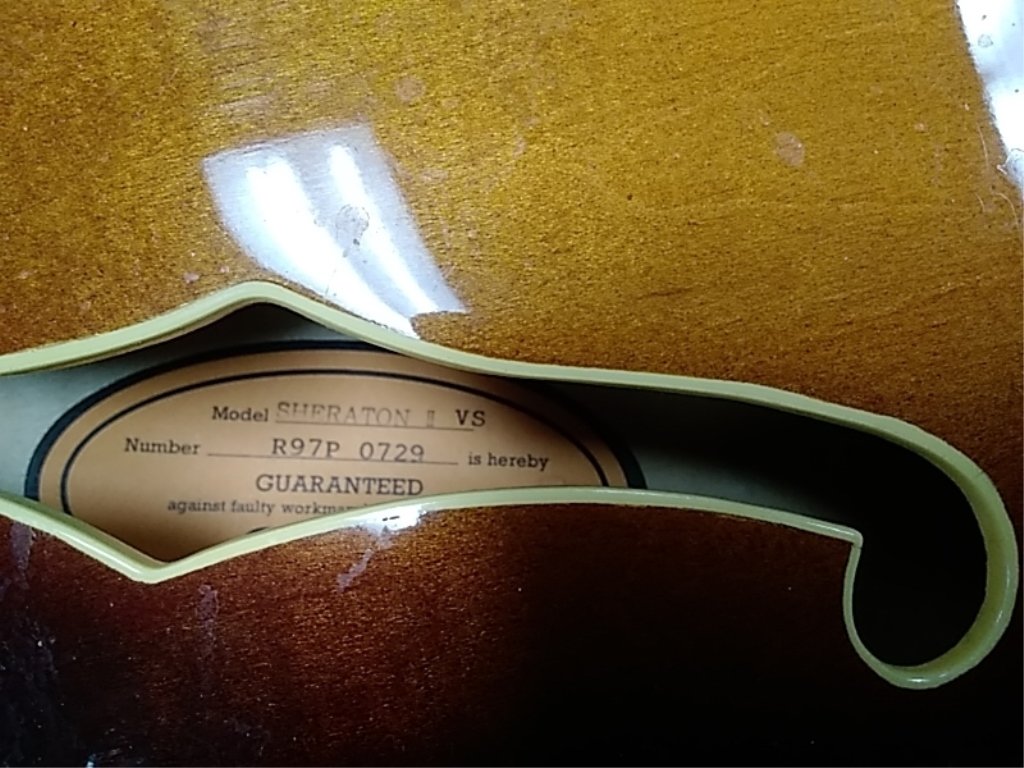 Model SHERATON II VS
Number R97P 0729 is hereby
GUARANTEED
against faulty